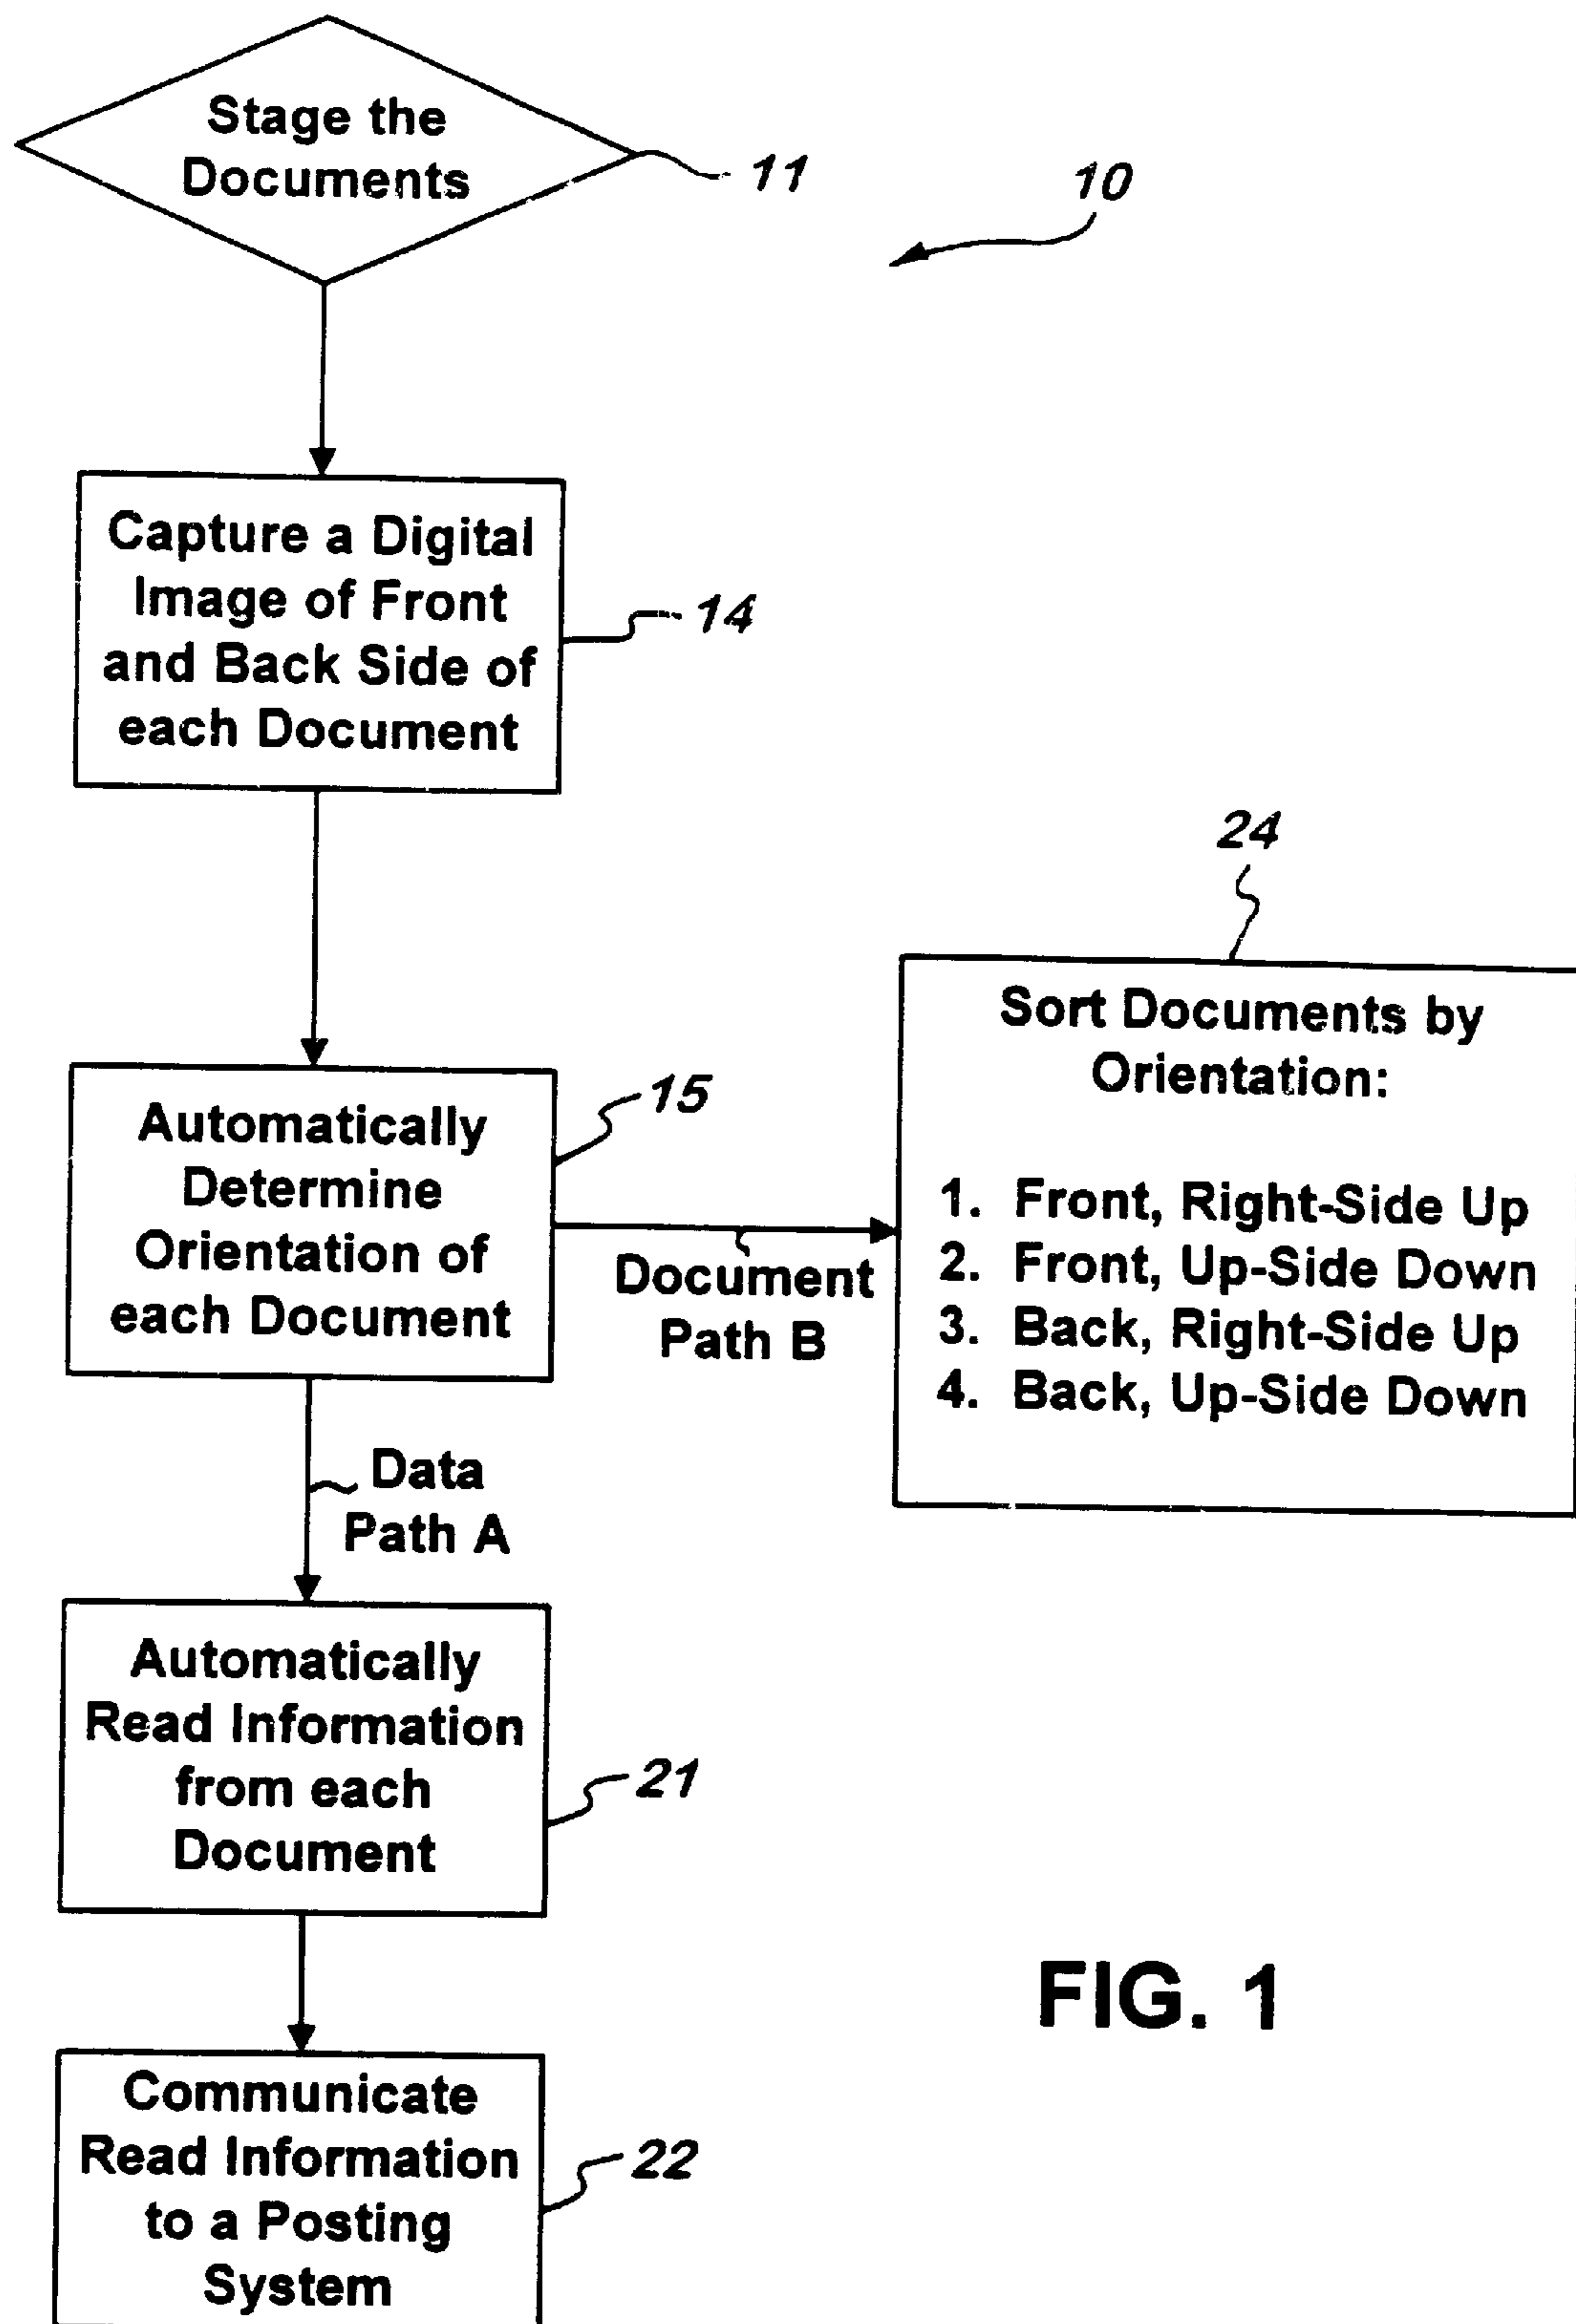 Stage the
Documents
11
10
Capture a Digital
Image of Front
and Back Side of
each Document
14
24
Sort Documents by
Orientation:
1. Front, Right-Side Up
2. Front, Up-Side Down
3. Back, Right-Side Up
4. Back, Up-Side Down
Automatically
Determine
Orientation of
each Document
15
Document
Path B
Data
Path A
Automatically
Read Information
from each
Document
21
Communicate
Read Information
to a Posting
System
22
FIG. 1